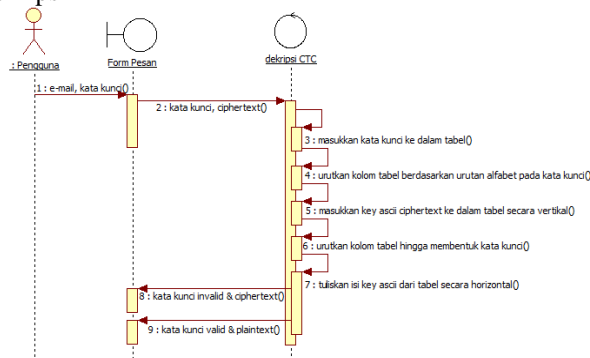 : Pengguna
Form Pesan
dekripsi CTC
1 : e-mail, kata kunci()
2 : kata kunci, ciphertext()
3 : masukkan kata kunci ke dalam tabel()
4 : urutkan kolom tabel berdasarkan urutan alfabet pada kata kunci()
5 : masukkan key ascii ciphertext ke dalam tabel secara vertikal()
6 : urutkan kolom tabel hingga membentuk kata kunci()
7 : tuliskan isi key ascii dari tabel secara horizontal()
8 : kata kunci invalid & ciphertext()
9 : kata kunci valid & plaintext()